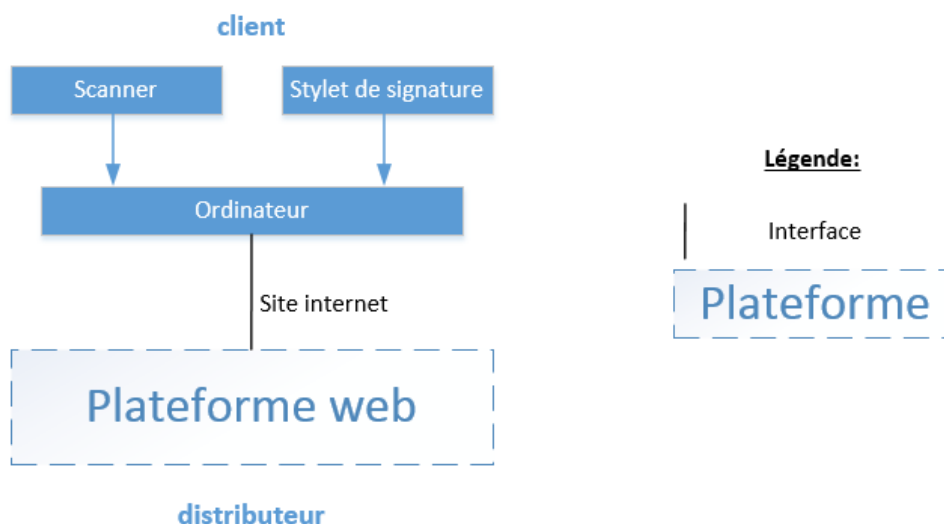 client
Scanner
Stylet de signature
Ordinateur
Site internet
Plateforme web
distributeur
Légende:
Interface
Plateforme